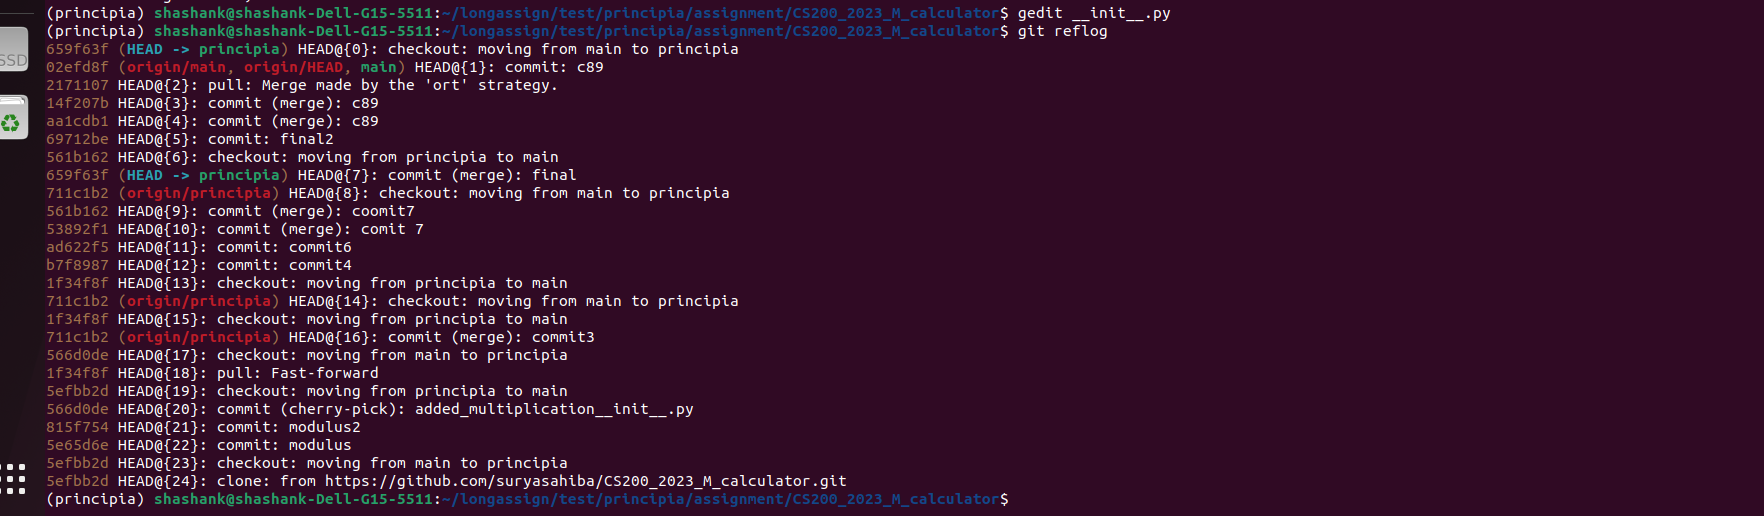 (principia) shashank@shashank-Dell-G15-5511:~/longassign/test/principia/assignment/CS200_2023_M_calculator$ gedit __init__.py
(principia) shashank@shashank-Dell-G15-5511:~/longassign/test/principia/assignment/CS200_2023_M_calculator$ git reflog
659f63f (HEAD -> principia) HEAD@{0}: checkout: moving from main to principia
02efd8f (origin/main, origin/HEAD, main) HEAD@{1}: commit: c89
2171107 HEAD@{2}: pull: Merge made by the 'ort' strategy.
14f207b HEAD@{3}: commit (merge): c89
aa1cdb1 HEAD@{4}: commit (merge): c89
69712be HEAD@{5}: commit: final2
561b162 HEAD@{6}: checkout: moving from principia to main
659f63f (HEAD -> principia) HEAD@{7}: commit (merge): final
711c1b2 (origin/principia) HEAD@{8}: checkout: moving from main to principia
561b162 HEAD@{9}: commit (merge): coomit7
53892f1 HEAD@{10}: commit (merge): comit 7
ad622f5 HEAD@{11}: commit: commit6
b7f8987 HEAD@{12}: commit: commit4
1f34f8f HEAD@{13}: checkout: moving from principia to main
711c1b2 (origin/principia) HEAD@{14}: checkout: moving from main to principia
1f34f8f HEAD@{15}: checkout: moving from principia to main
711c1b2 (origin/principia) HEAD@{16}: commit (merge): commit3
566d0de HEAD@{17}: checkout: moving from main to principia
1f34f8f HEAD@{18}: pull: Fast-forward
5efbb2d HEAD@{19}: checkout: moving from principia to main
566d0de HEAD@{20}: commit (cherry-pick): added_multiplication__init__.py
815f754 HEAD@{21}: commit: modulus2
5e65d6e HEAD@{22}: commit: modulus
5efbb2d HEAD@{23}: checkout: moving from main to principia
5efbb2d HEAD@{24}: clone: from https://github.com/suryasahiba/CS200_2023_M_calculator.git
(principia) shashank@shashank-Dell-G15-5511:~/longassign/test/principia/assignment/CS200_2023_M_calculator$
SSD